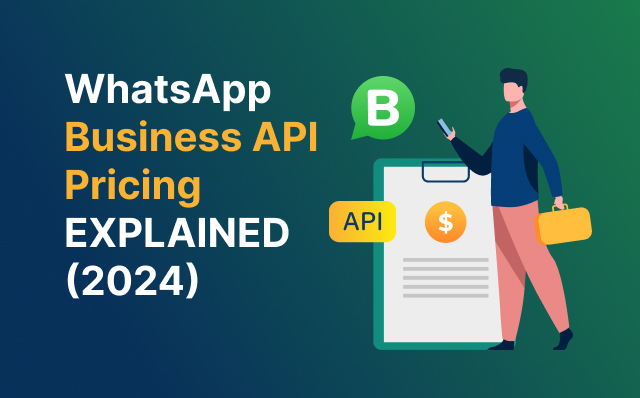 WhatsApp
Business API
Pricing
EXPLAINED
(2024)
B
API
$